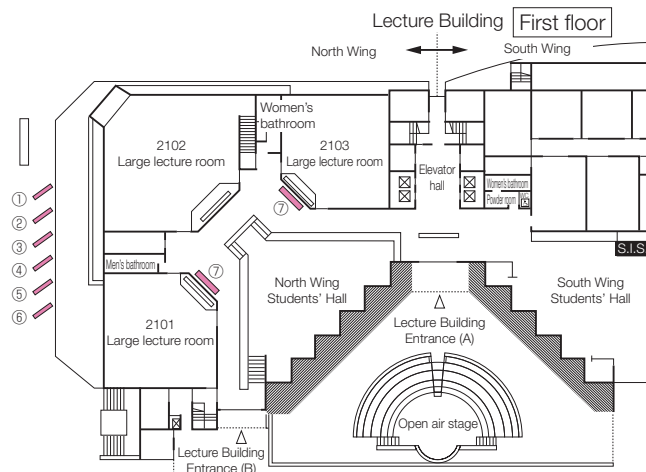 Lecture Building First floor
North Wing
South Wing
Women's
bathroom
2102
Large lecture room
2103
Large lecture room
Elevator
hall
Women's bathroom
Powder room
S.I.S
①
②
③
④
⑤
⑥
⑦
Men's bathroom
⑦
North Wing
Students' Hall
South Wing
Students' Hall
2101
Large lecture room
Lecture Building
Entrance (A)
Open air stage
Lecture Building
Entrance (B)